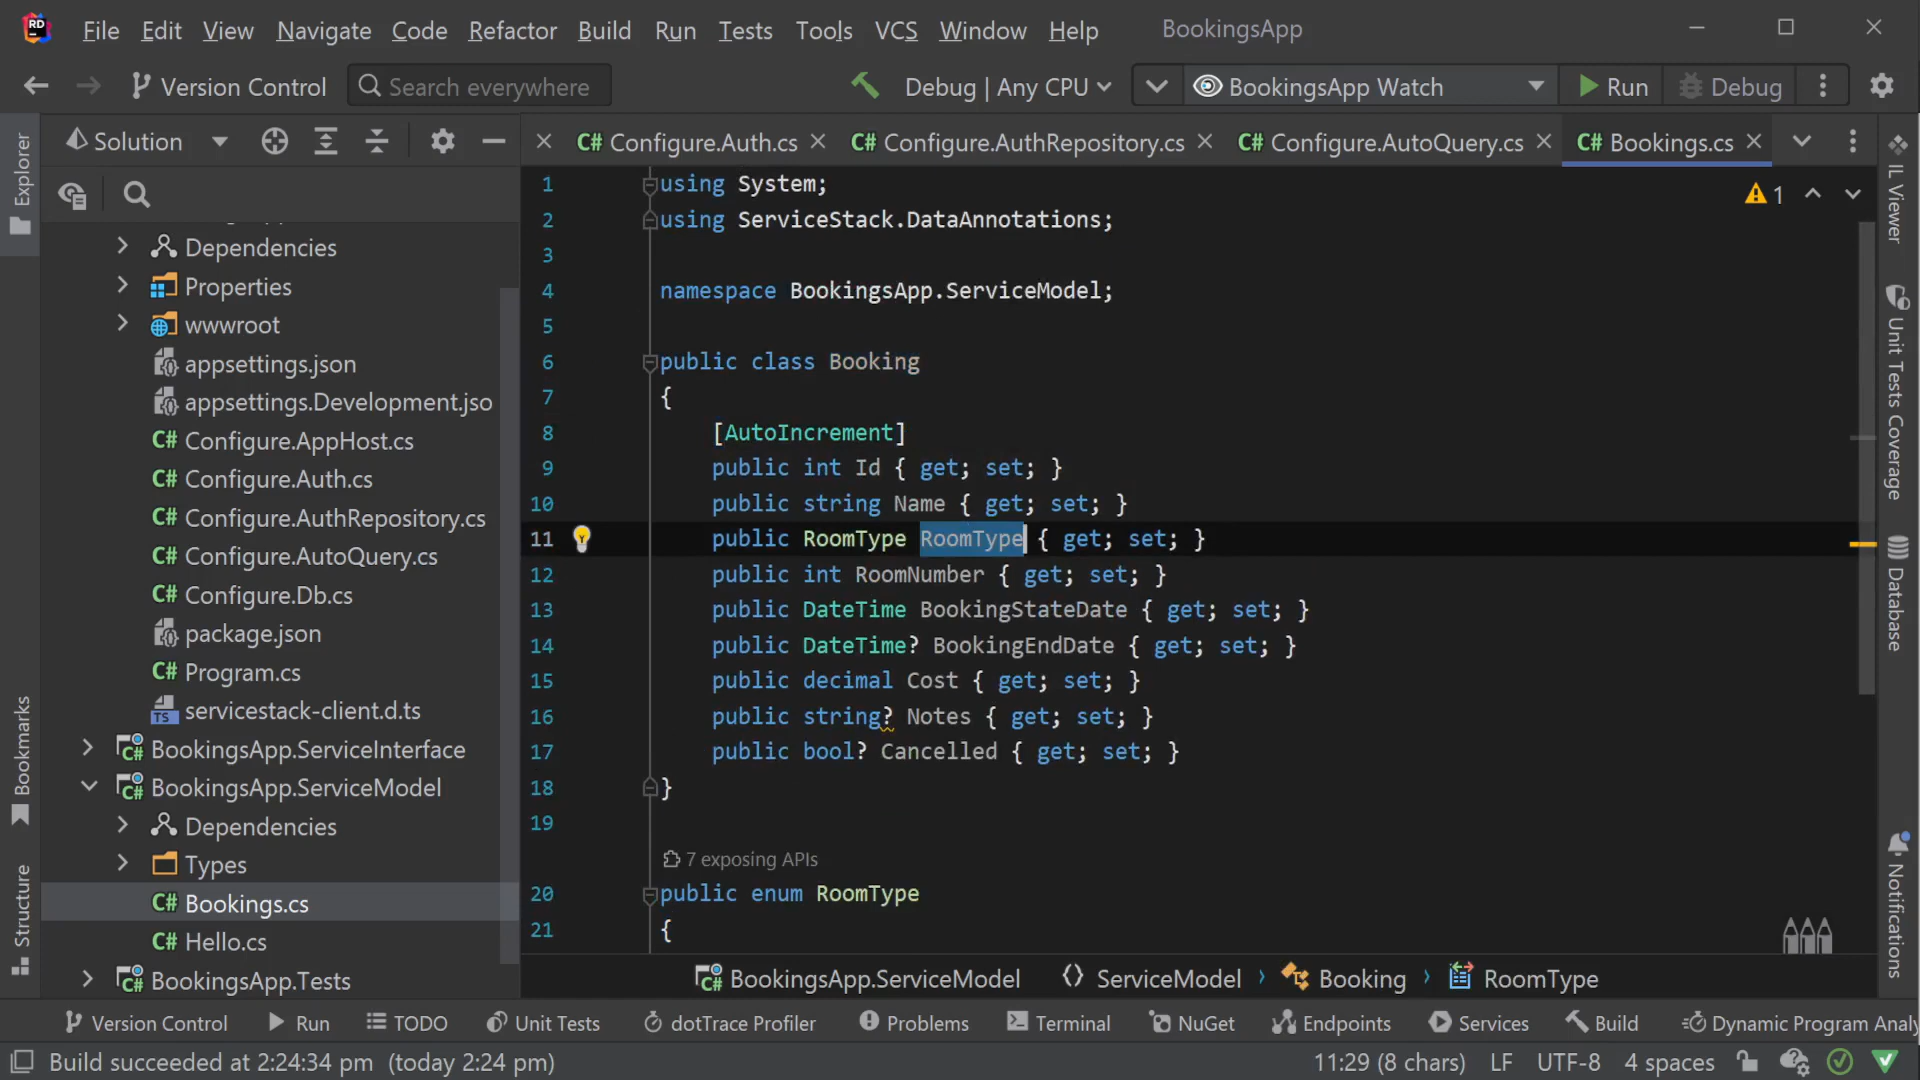 RD File Edit View Navigate Code Refactor Build Run Tests Tools VCS Window Help BookingsApp
Version Control Search everywhere Debug | Any CPU BookingsApp Watch Run Debug
Explorer
Solution
C# Configure.Auth.cs C# Configure.AuthRepository.cs C# Configure.AutoQuery.cs C# Bookings.cs
Dependencies
Properties
wwwroot
appsettings.json
appsettings.Development.jso
C# Configure.AppHost.cs
C# Configure.Auth.cs
C# Configure.AuthRepository.cs
C# Configure.AutoQuery.cs
C# Configure.Db.cs
package.json
C# Program.cs
TS servicestack-client.d.ts
C# BookingsApp.ServiceInterface
C# BookingsApp.ServiceModel
Dependencies
Types
C# Bookings.cs
C# Hello.cs
C# BookingsApp.Tests
Bookmarks
Structure
1 using System;
2 using ServiceStack.DataAnnotations;
3
4 namespace BookingsApp.ServiceModel;
5
6 public class Booking
7 {
8 [AutoIncrement]
9 public int Id { get; set; }
10 public string Name { get; set; }
11 public RoomType RoomType { get; set; }
12 public int RoomNumber { get; set; }
13 public DateTime BookingStateDate { get; set; }
14 public DateTime? BookingEndDate { get; set; }
15 public decimal Cost { get; set; }
16 public string? Notes { get; set; }
17 public bool? Cancelled { get; set; }
18 }
19
7 exposing APIs
20 public enum RoomType
21 {
1
IL Viewer
Unit Tests Coverage
Database
Notifications
C# BookingsApp.ServiceModel ServiceModel › Booking › RoomType
Version Control Run TODO Unit Tests dotTrace Profiler Problems Terminal NuGet Endpoints Services Build Dynamic Program Analy
Build succeeded at 2:24:34 pm (today 2:24 pm) 11:29 (8 chars) LF UTF-8 4 spaces